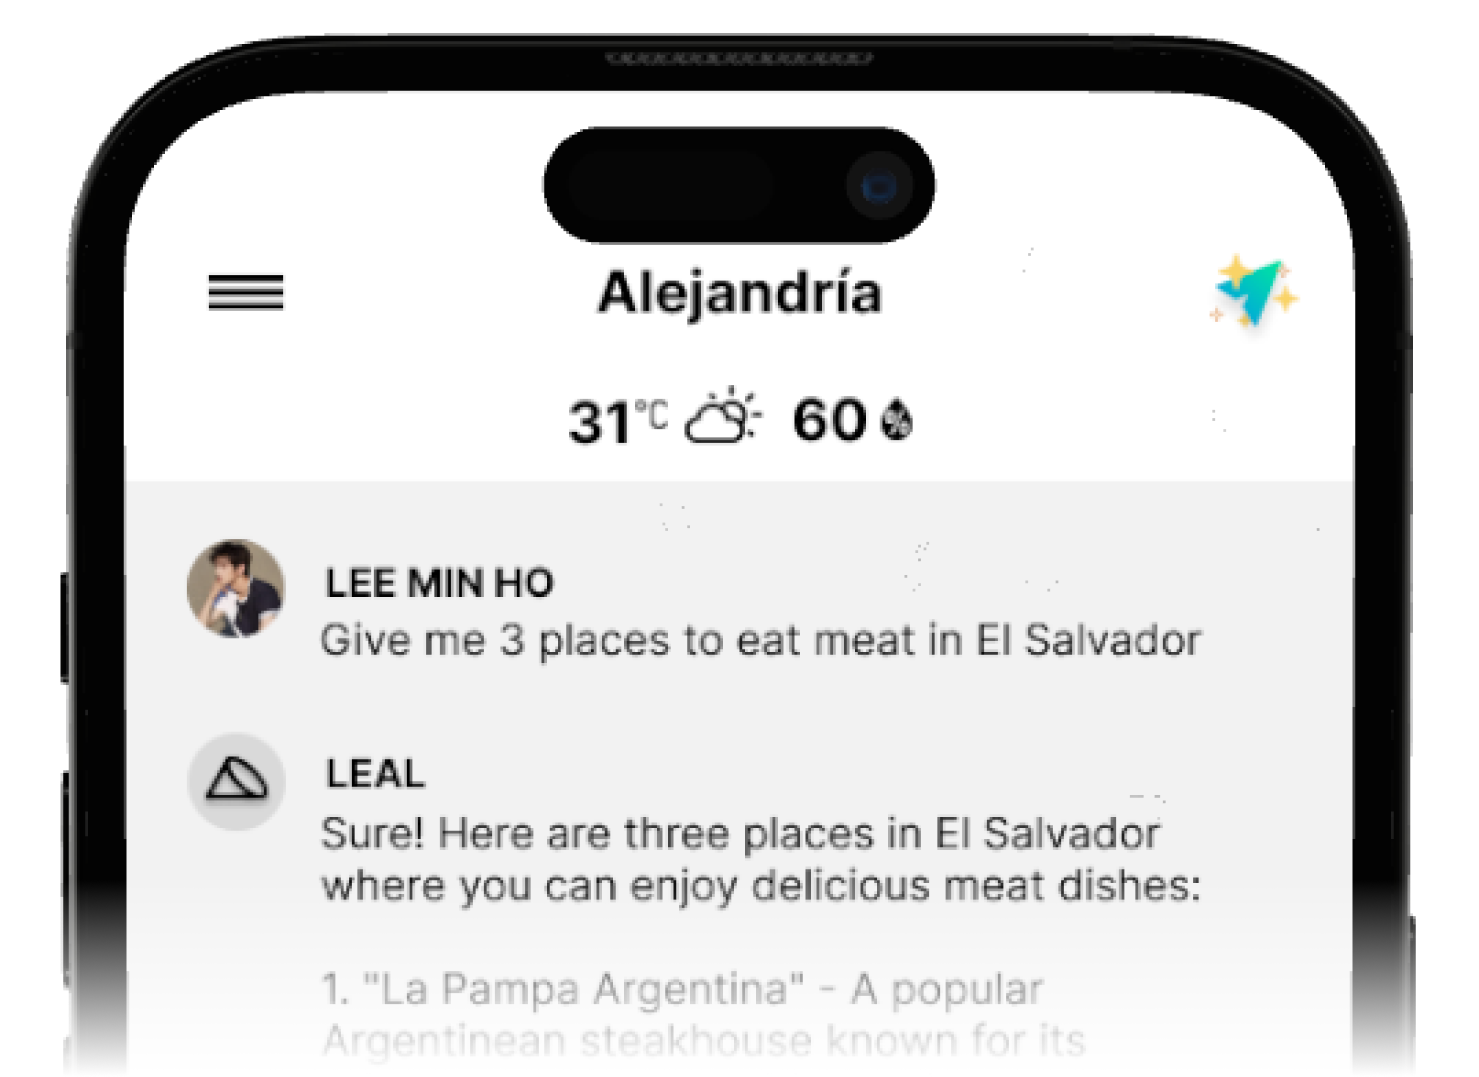 Alejandría
31°C 60 %
LEE MIN HO
Give me 3 places to eat meat in El Salvador
LEAL
Sure! Here are three places in El Salvador
where you can enjoy delicious meat dishes:
1. "La Pampa Argentina" - A popular
Argentinean steakhouse known for its